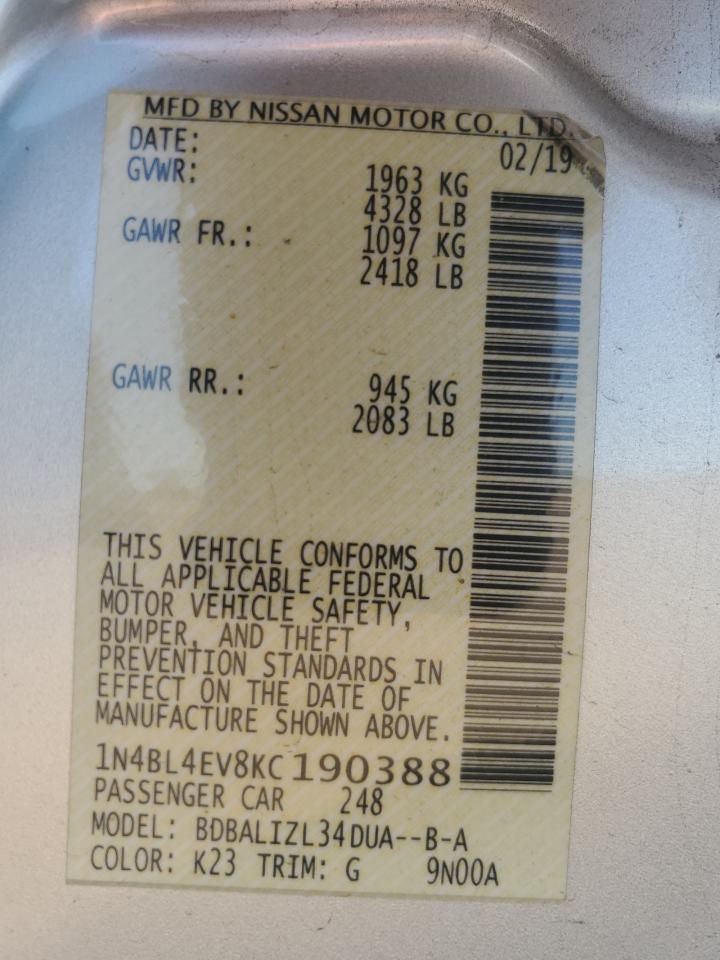 MFD BY NISSAN MOTOR CO., LTD.
DATE: 02/19
GVWR: 1963 KG
4328 LB
GAWR FR.: 1097 KG
2418 LB
GAWR RR.: 945 KG
2083 LB
THIS VEHICLE CONFORMS TO
ALL APPLICABLE FEDERAL
MOTOR VEHICLE SAFETY,
BUMPER, AND THEFT
PREVENTION STANDARDS IN
EFFECT ON THE DATE OF
MANUFACTURE SHOWN ABOVE.
1N4BL4EV8KC190388
PASSENGER CAR 248
MODEL: BDBALIZL34DUA--B-A
COLOR: K23 TRIM: G 9N00A